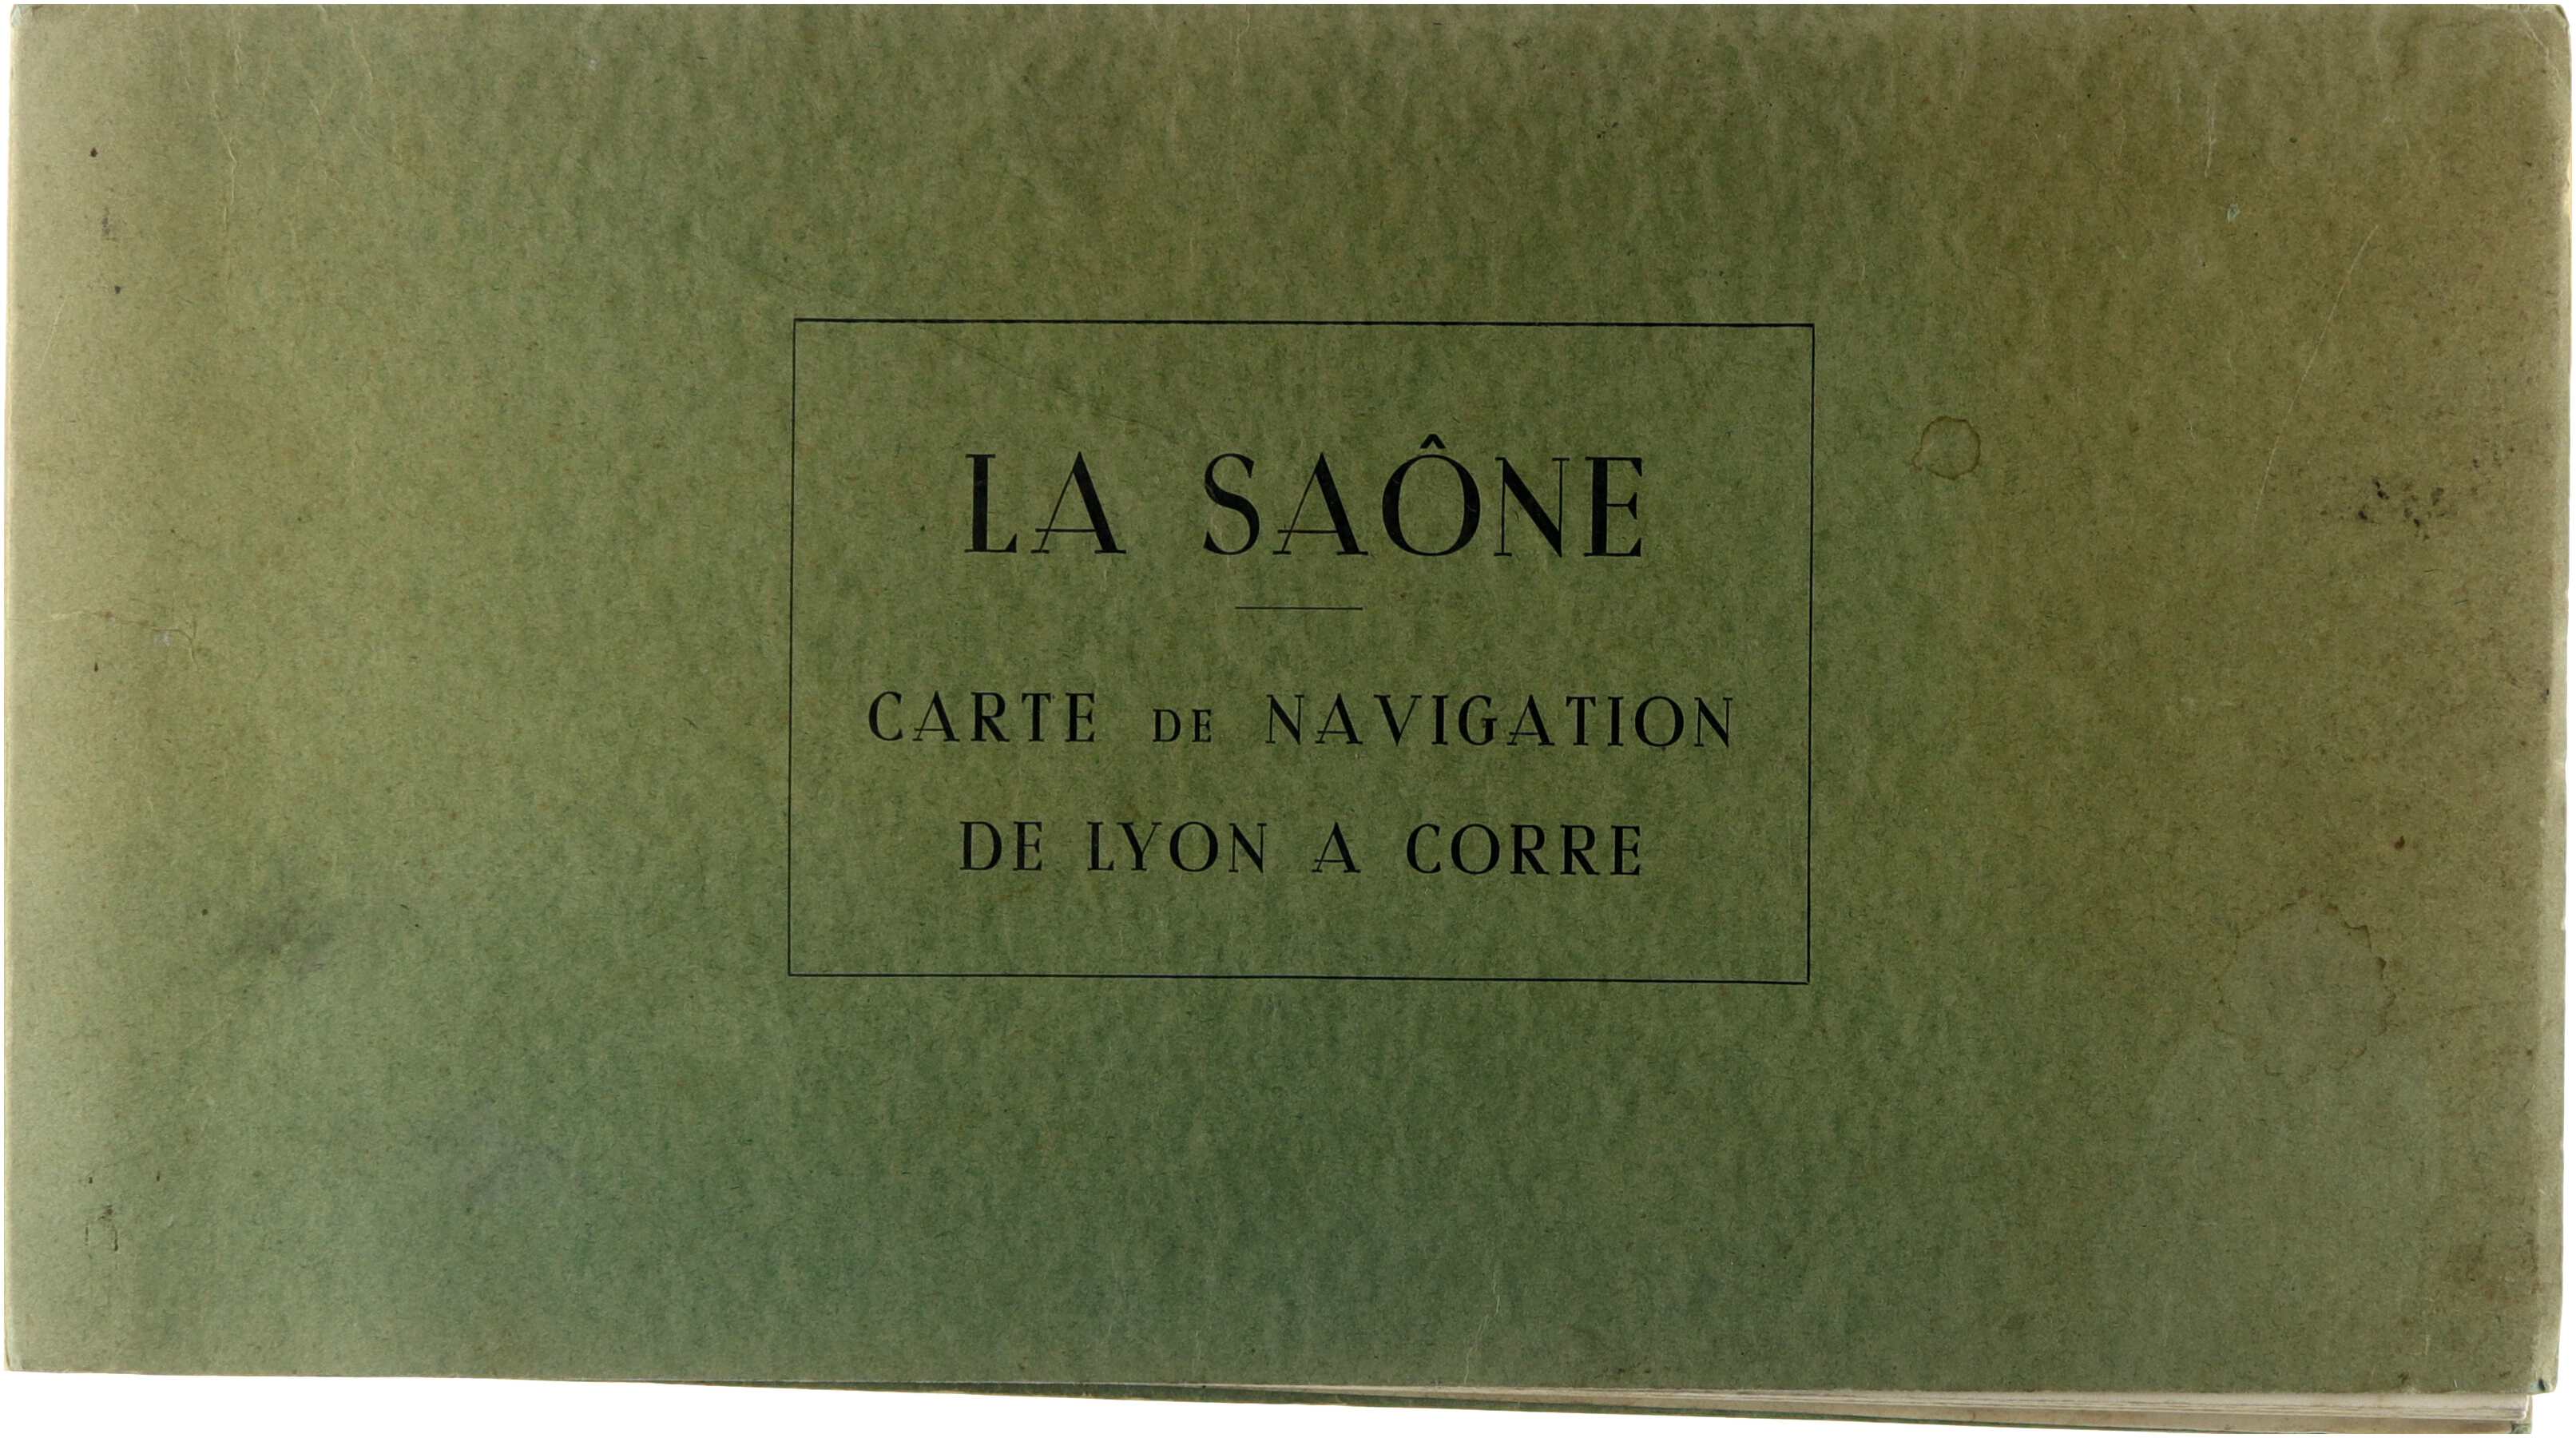 LA SAÔNE
CARTE DE NAVIGATION
DE LYON A CORRE